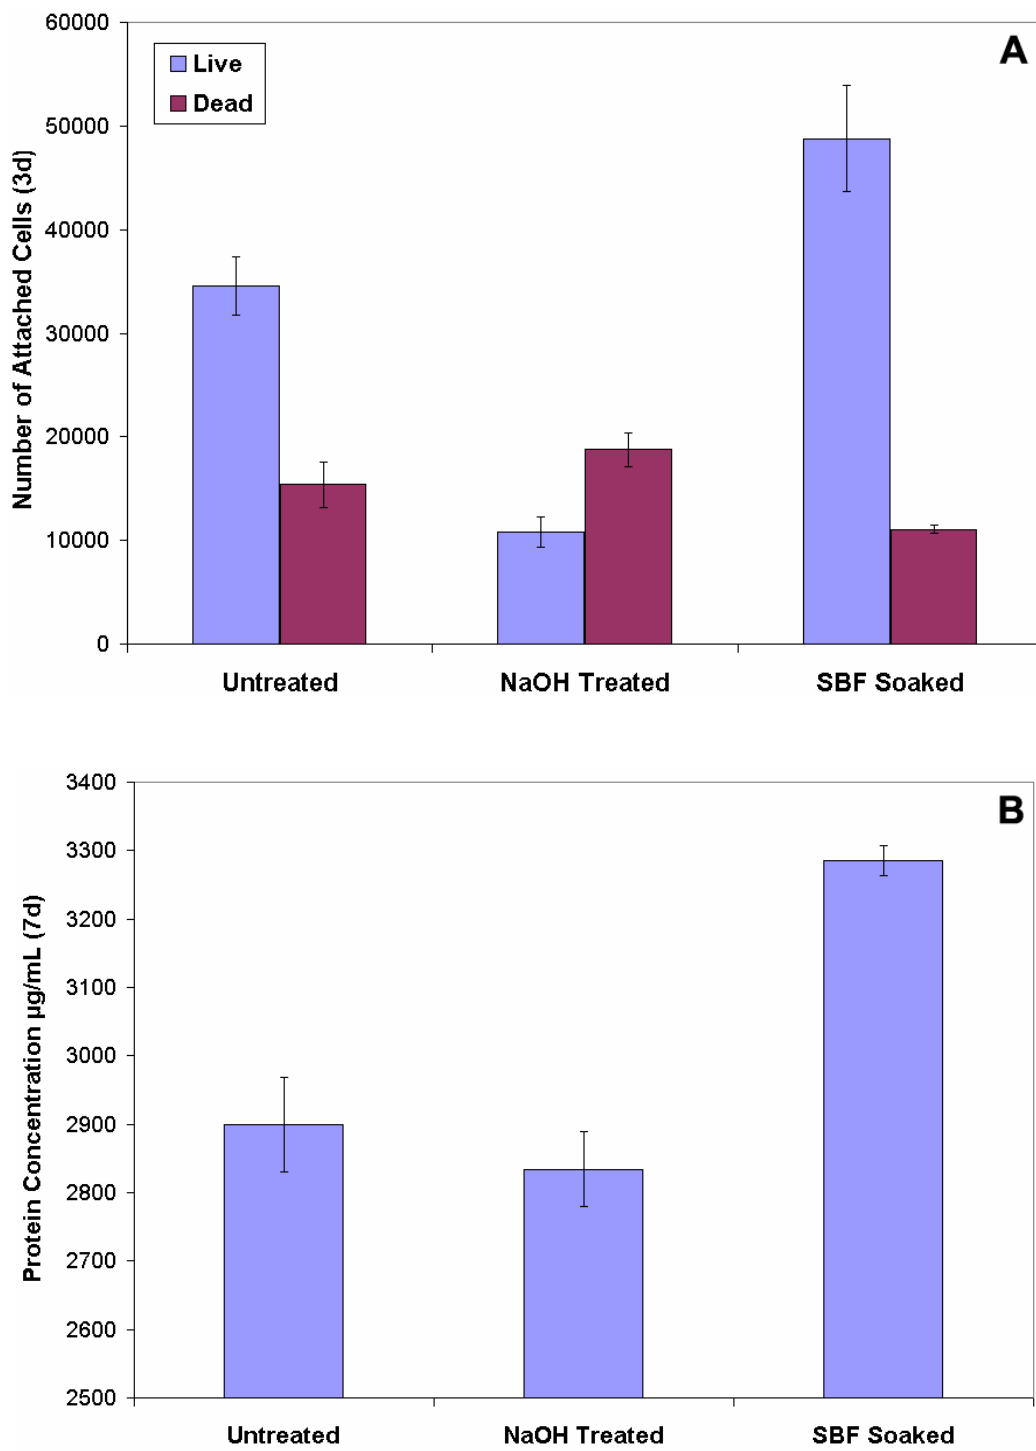 A
Live
Dead
60000
50000
40000
30000
20000
10000
0
Number of Attached Cells (3d)
Untreated NaOH Treated SBF Soaked
B
3400
3300
3200
3100
3000
2900
2800
2700
2600
2500
Protein Concentration µg/mL (7d)
Untreated NaOH Treated SBF Soaked